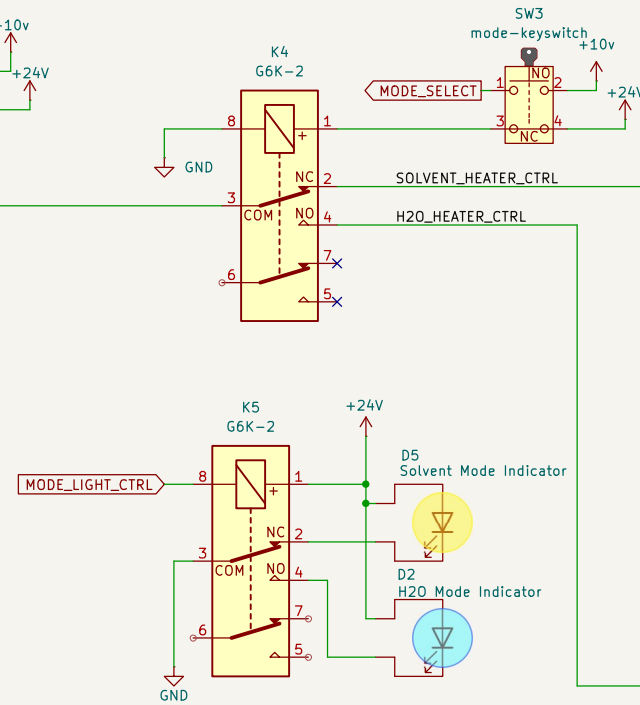 +10v
+24V
SW3
mode-keyswitch
K4
G6K-2
+10v
MODE_SELECT
1
NO
2
+24V
8
1
3
4
+
NC
GND
NC
2
SOLVENT_HEATER_CTRL
3
COM
NO
4
H2O_HEATER_CTRL
7
6
5
K5
G6K-2
+24V
D5
Solvent Mode Indicator
MODE_LIGHT_CTRL
8
1
+
NC
2
3
COM
NO
4
D2
H2O Mode Indicator
7
6
5
GND